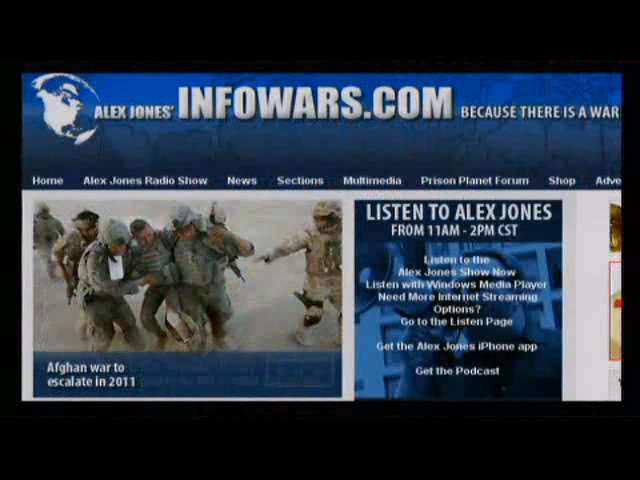 ALEX JONES' INFOWARS.COM BECAUSE THERE IS A WAR
Home Alex Jones Radio Show News Sections Multimedia Prison Planet Forum Shop Adve
LISTEN TO ALEX JONES
FROM 11AM - 2PM CST
Listen to the
Alex Jones Show Now
Listen with Windows Media Player
Need More Internet Streaming
Options?
Go to the Listen Page
Get the Alex Jones iPhone app
Get the Podcast
Afghan war to
escalate in 2011